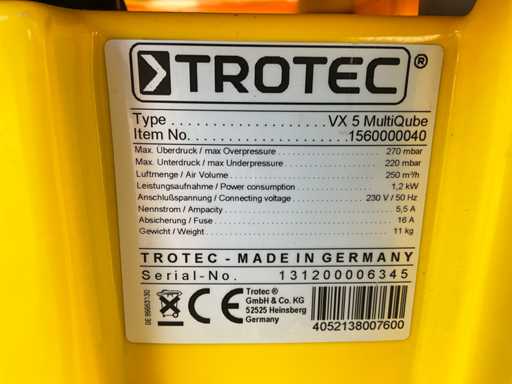 TROTEC®
Type ........................ VX 5 MultiQube
Item No. ........................ 1560000040
Max. Überdruck / max Overpressure 270 mbar
Max. Unterdruck / max Underpressure 220 mbar
Luftmenge / Air Volume 250 m³/h
Leistungsaufnahme / Power consumption 1,2 kW
Anschlußspannung / Connecting voltage 230 V / 50 Hz
Nennstrom / Ampacity 5,5 A
Absicherung / Fuse 16 A
Gewicht / Weight 11 kg
TROTEC - MADE IN GERMANY
Serial-No. 131200006345
CE
Trotec ®
GmbH & Co. KG
52525 Heinsberg
Germany
4052138007600